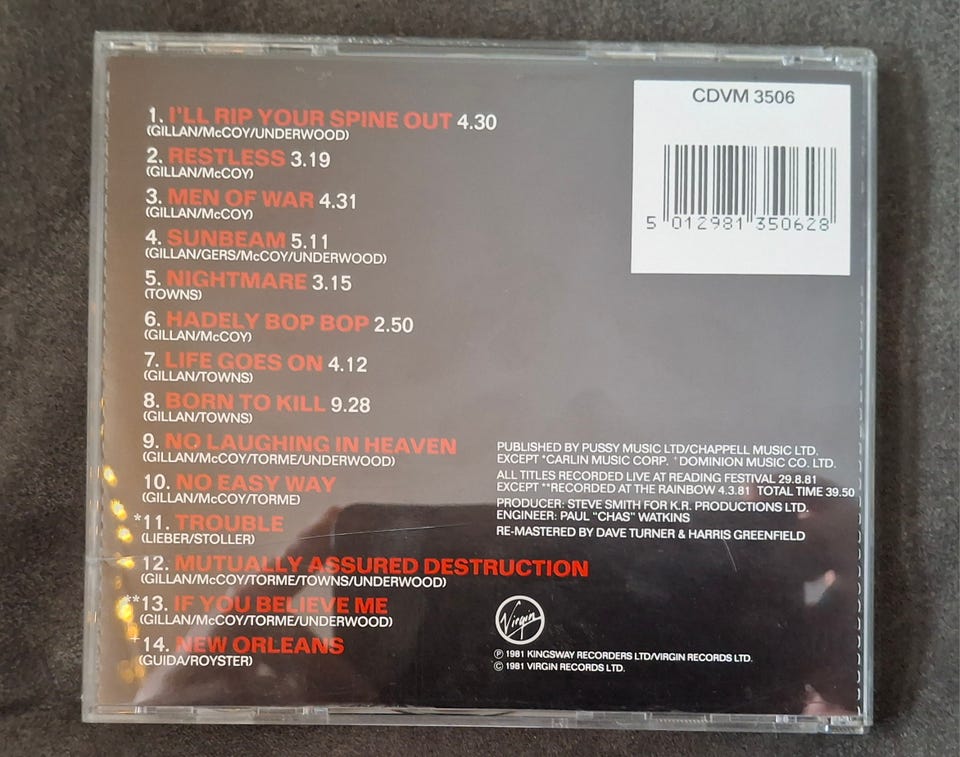 CDVM 3506
5 012981 350628
1. I'LL RIP YOUR SPINE OUT 4.30
(GILLAN/McCOY/UNDERWOOD)
2. RESTLESS 3.19
(GILLAN/McCOY)
3. MEN OF WAR 4.31
(GILLAN/McCOY)
4. SUNBEAM 5.11
(GILLAN/GERS/McCOY/UNDERWOOD)
5. NIGHTMARE 3.15
(TOWNS)
6. HADELY BOP BOP 2.50
(GILLAN/McCOY)
7. LIFE GOES ON 4.12
(GILLAN/TOWNS)
8. BORN TO KILL 9.28
(GILLAN/TOWNS)
9. NO LAUGHING IN HEAVEN
(GILLAN/McCOY/TORME/UNDERWOOD)
10. NO EASY WAY
(GILLAN/McCOY/TORME)
*11. TROUBLE
(LIEBER/STOLLER)
12. MUTUALLY ASSURED DESTRUCTION
(GILLAN/McCOY/TORME/TOWNS/UNDERWOOD)
**13. IF YOU BELIEVE ME
(GILLAN/McCOY/TORME/UNDERWOOD)
+14. NEW ORLEANS
(GUIDA/ROYSTER)
PUBLISHED BY PUSSY MUSIC LTD/CHAPPELL MUSIC LTD.
EXCEPT *CARLIN MUSIC CORP. +DOMINION MUSIC CO. LTD.
ALL TITLES RECORDED LIVE AT READING FESTIVAL 29.8.81
EXCEPT **RECORDED AT THE RAINBOW 4.3.81 TOTAL TIME 39.50
PRODUCER: STEVE SMITH FOR K.R. PRODUCTIONS LTD.
ENGINEER: PAUL "CHAS" WATKINS
RE-MASTERED BY DAVE TURNER & HARRIS GREENFIELD
Virgin
℗ 1981 KINGSWAY RECORDERS LTD/VIRGIN RECORDS LTD.
© 1981 VIRGIN RECORDS LTD.